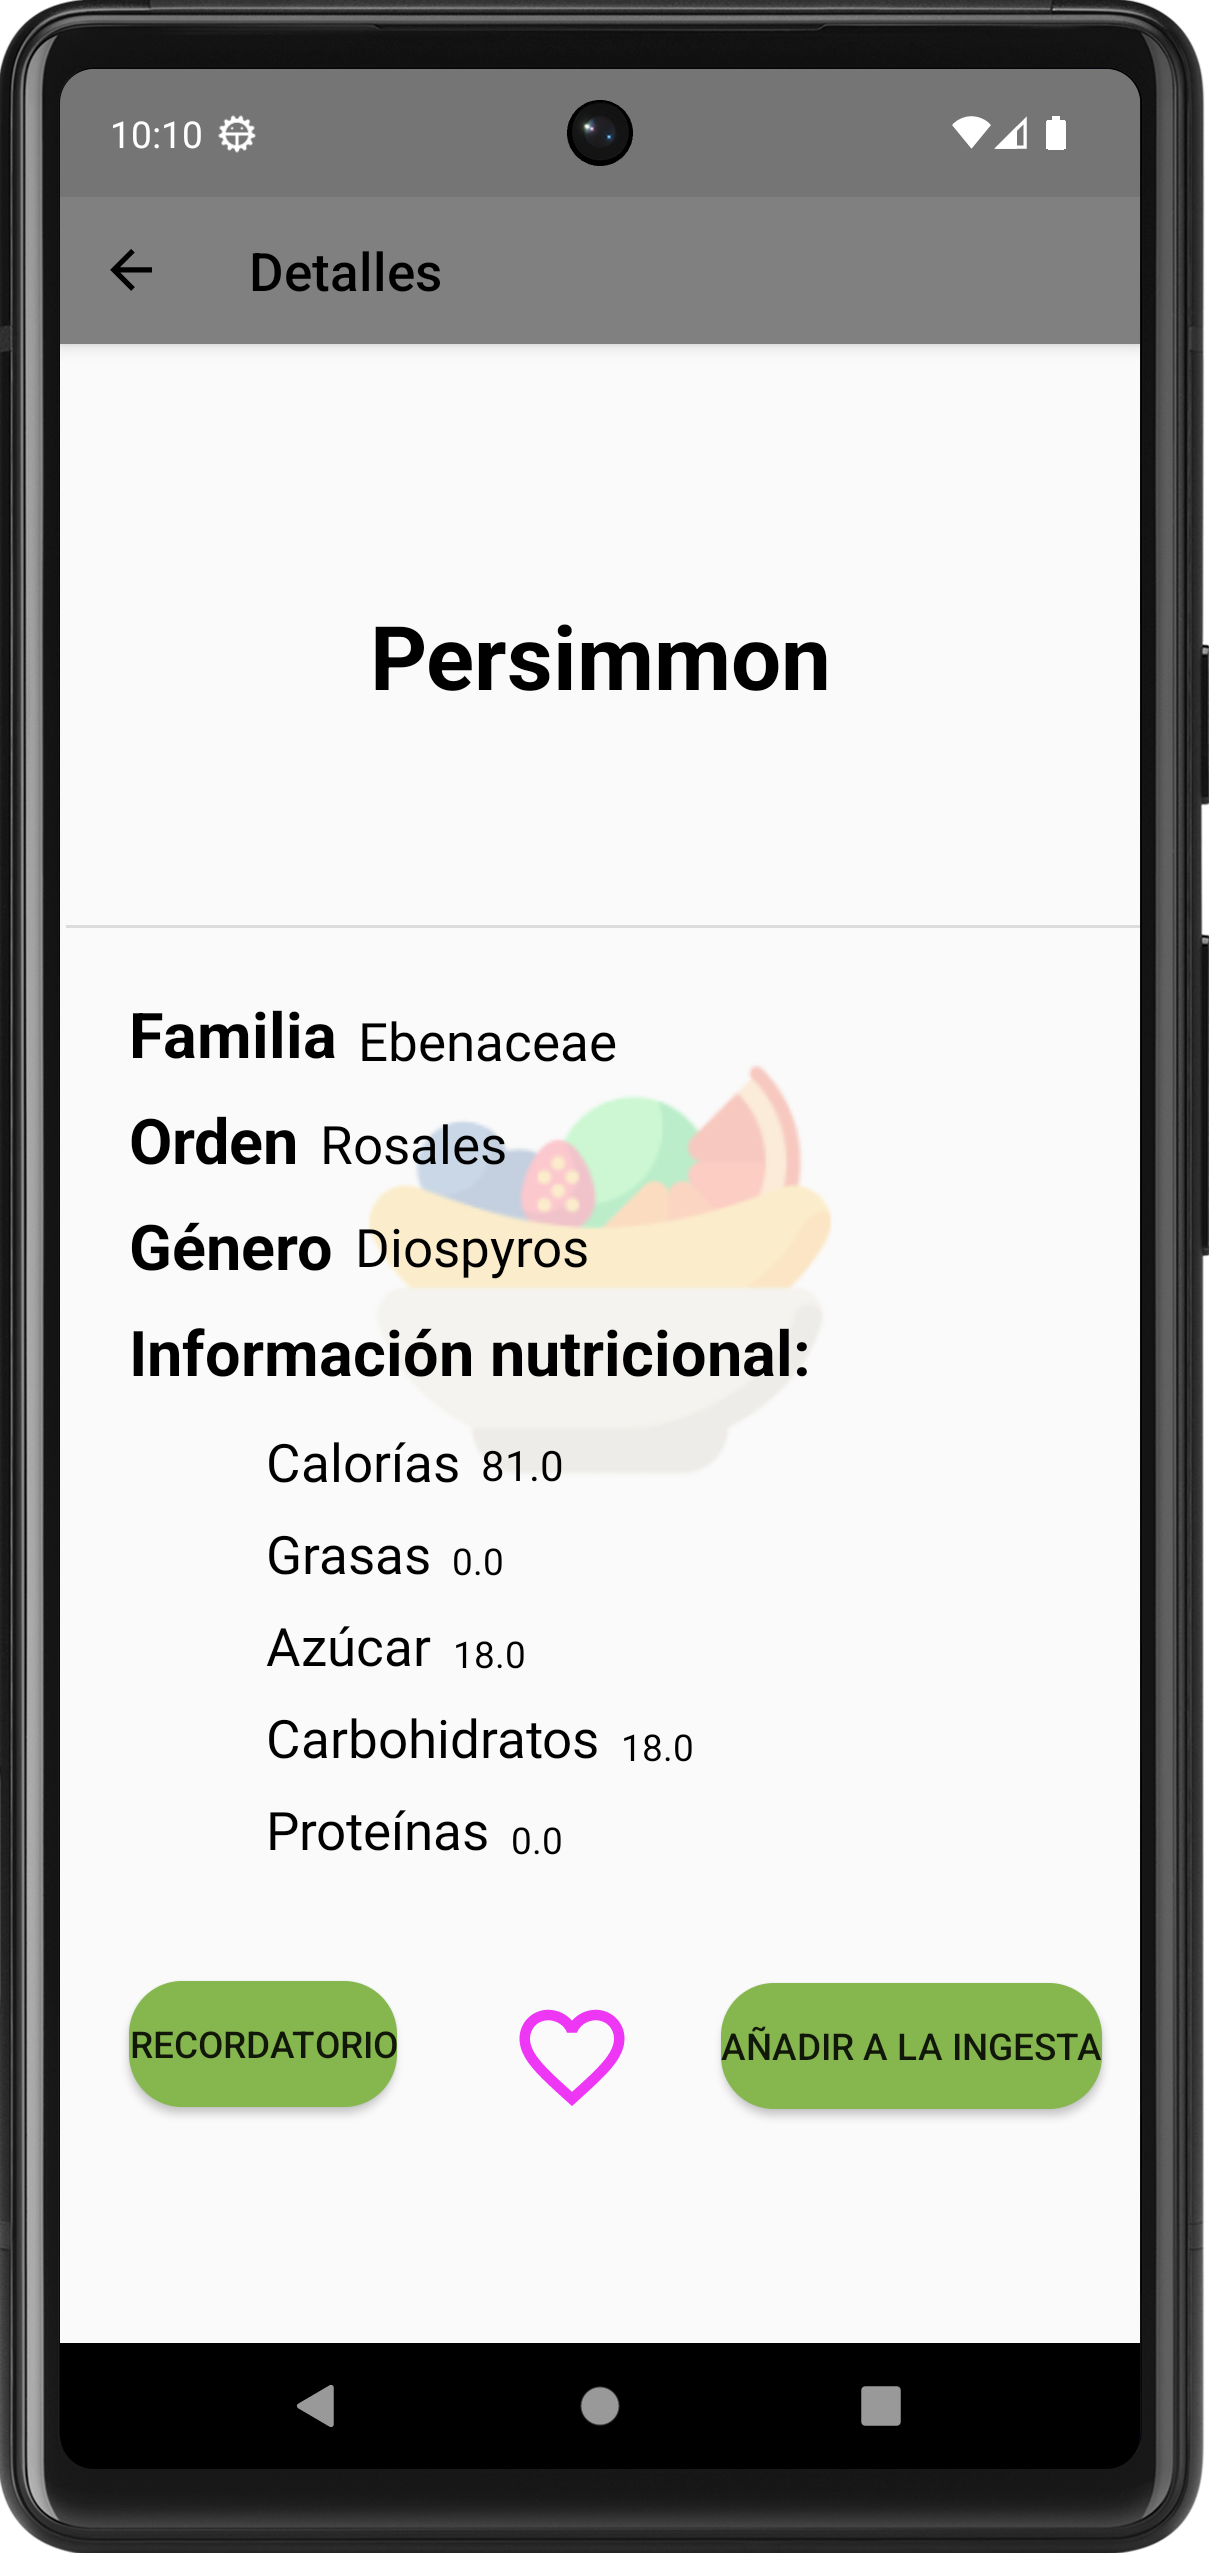 10:10
Detalles
Persimmon
Familia Ebenaceae
Orden Rosales
Género Diospyros
Información nutricional:
Calorías 81.0
Grasas 0.0
Azúcar 18.0
Carbohidratos 18.0
Proteínas 0.0
RECORDATORIO
AÑADIR A LA INGESTA